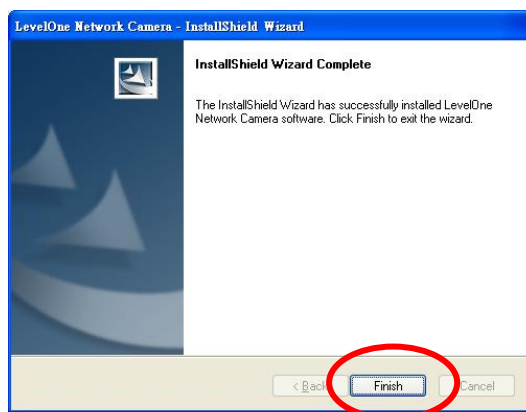 LevelOne Network Camera - InstallShield Wizard
InstallShield Wizard Complete
The InstallShield Wizard has successfully installed LevelOne
Network Camera software. Click Finish to exit the wizard.
< Back
Finish
Cancel